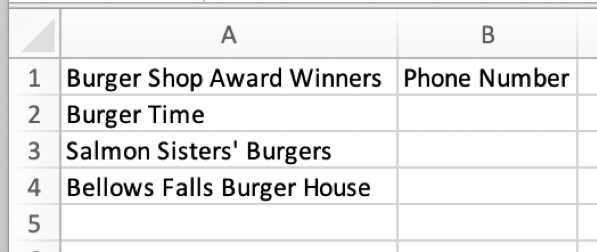 A B
1 Burger Shop Award Winners Phone Number
2 Burger Time
3 Salmon Sisters' Burgers
4 Bellows Falls Burger House
5